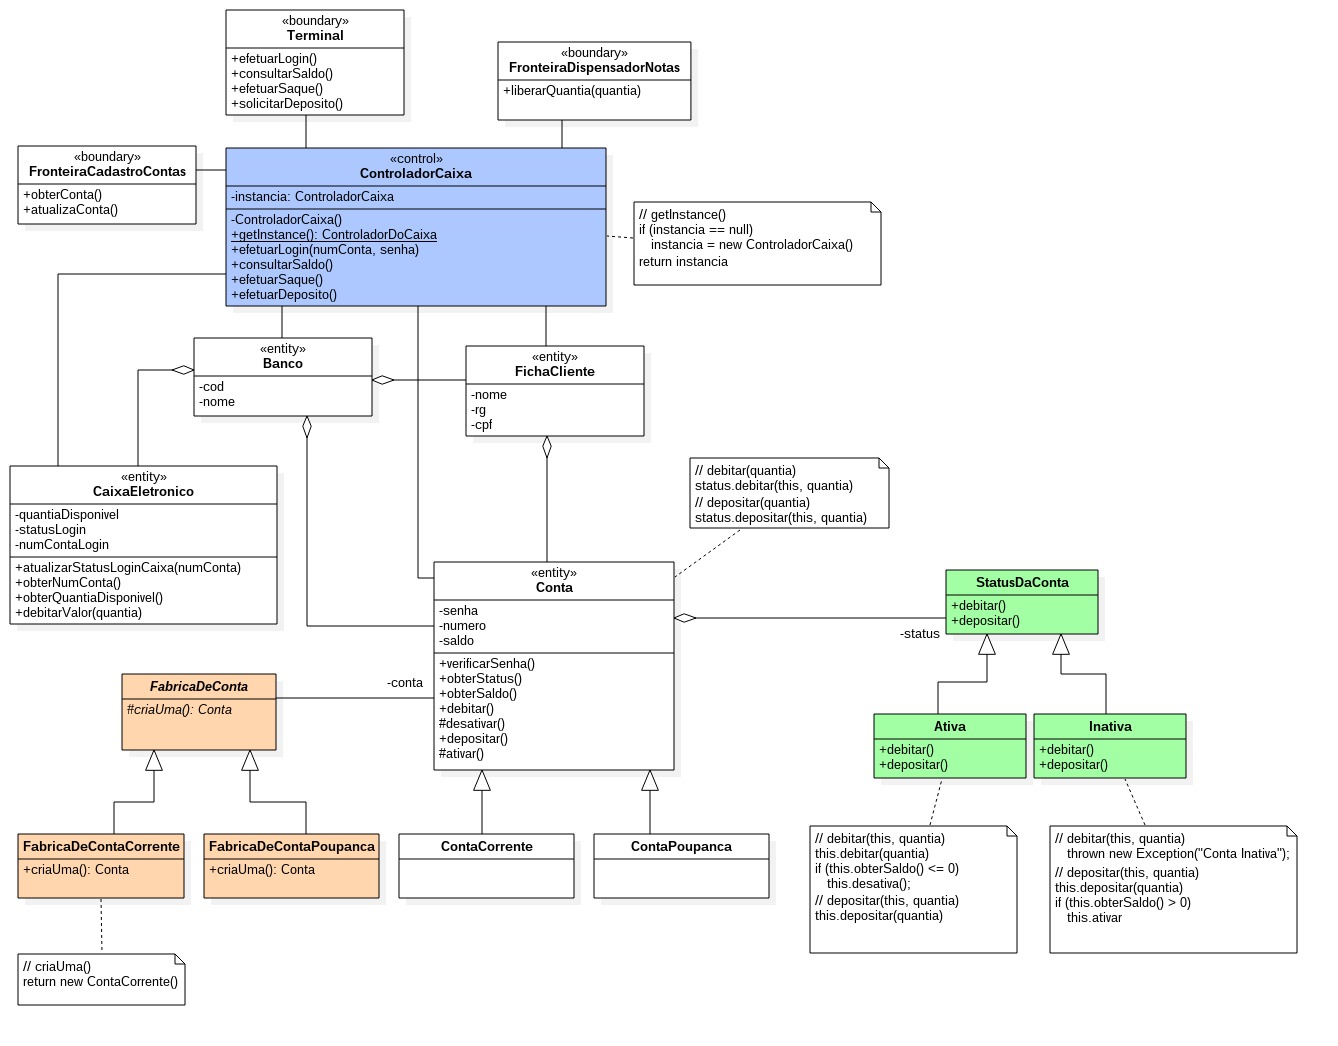 «boundary»
Terminal
+efetuarLogin()
+consultarSaldo()
+efetuarSaque()
+solicitarDeposito()
«boundary»
FronteiraDispensadorNotas
+liberarQuantia(quantia)
«boundary»
FronteiraCadastroContas
+obterConta()
+atualizaConta()
«control»
ControladorCaixa
-instancia: ControladorCaixa
-ControladorCaixa()
+getInstance(): ControladorDoCaixa
+efetuarLogin(numConta, senha)
+consultarSaldo()
+efetuarSaque()
+efetuarDeposito()
// getInstance()
if (instancia == null)
instancia = new ControladorCaixa()
return instancia
«entity»
Banco
-cod
-nome
«entity»
FichaCliente
-nome
-rg
-cpf
«entity»
CaixaEletronico
-quantiaDisponivel
-statusLogin
-numContaLogin
+atualizarStatusLoginCaixa(numConta)
+obterNumConta()
+obterQuantiaDisponivel()
+debitarValor(quantia)
// debitar(quantia)
status.debitar(this, quantia)
// depositar(quantia)
status.depositar(this, quantia)
«entity»
Conta
-senha
-numero
-saldo
+verificarSenha()
+obterStatus()
+obterSaldo()
+debitar()
#desativar()
+depositar()
#ativar()
StatusDaConta
+debitar()
+depositar()
-status
FabricaDeConta
#criaUma(): Conta
-conta
Ativa
+debitar()
+depositar()
Inativa
+debitar()
+depositar()
FabricaDeContaCorrente
+criaUma(): Conta
FabricaDeContaPoupanca
+criaUma(): Conta
ContaCorrente
ContaPoupanca
// debitar(this, quantia)
this.debitar(quantia)
if (this.obterSaldo() <= 0)
this.desativa();
// depositar(this, quantia)
this.depositar(quantia)
// debitar(this, quantia)
thrown new Exception("Conta Inativa");
// depositar(this, quantia)
this.depositar(quantia)
if (this.obterSaldo() > 0)
this.ativar
// criaUma()
return new ContaCorrente()